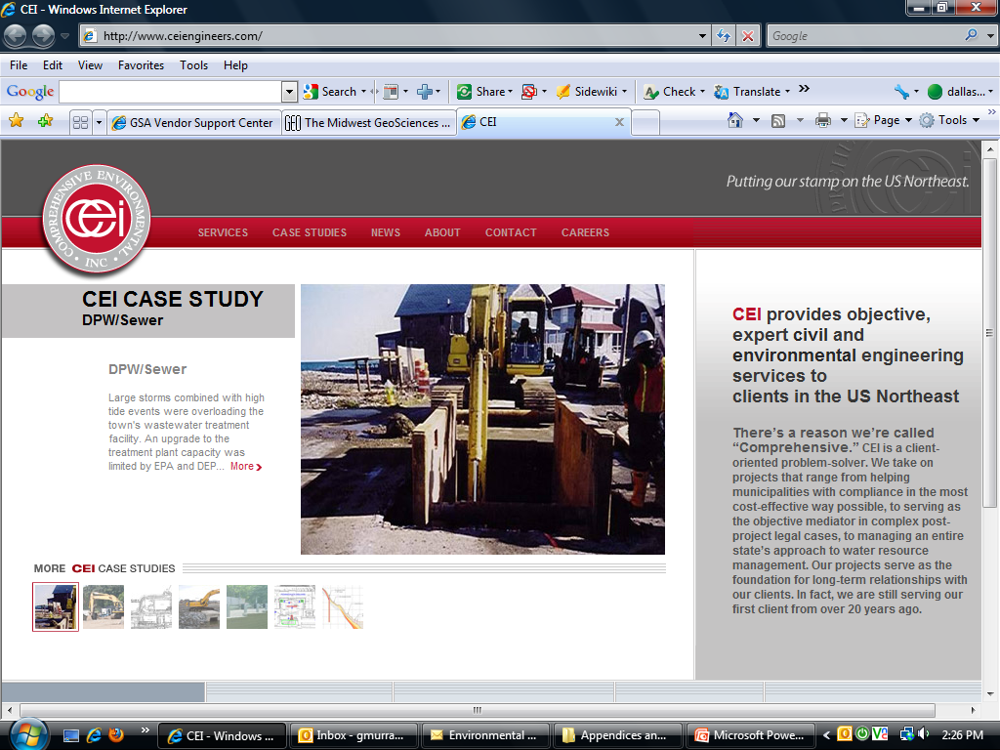 CEI - Windows Internet Explorer
http://www.ceiengineers.com/
Google
File Edit View Favorites Tools Help
Google Search Share Sidewiki Check Translate dallas...
GSA Vendor Support Center The Midwest GeoSciences ... CEI Page Tools
COMPREHENSIVE ENVIRONMENTAL INC
cei
Putting our stamp on the US Northeast.
SERVICES CASE STUDIES NEWS ABOUT CONTACT CAREERS
CEI CASE STUDY
DPW/Sewer
DPW/Sewer
Large storms combined with high
tide events were overloading the
town's wastewater treatment
facility. An upgrade to the
treatment plant capacity was
limited by EPA and DEP... More
MORE CEI CASE STUDIES
CEI provides objective,
expert civil and
environmental engineering
services to
clients in the US Northeast
There's a reason we're called
“Comprehensive.” CEI is a client-
oriented problem-solver. We take on
projects that range from helping
municipalities with compliance in the most
cost-effective way possible, to serving as
the objective mediator in complex post-
project legal cases, to managing an entire
state's approach to water resource
management. Our projects serve as the
foundation for long-term relationships with
our clients. In fact, we are still serving our
first client from over 20 years ago.
CEI - Windows ... Inbox - gmurra... Environmental ... Appendices an... Microsoft Powe... 2:26 PM